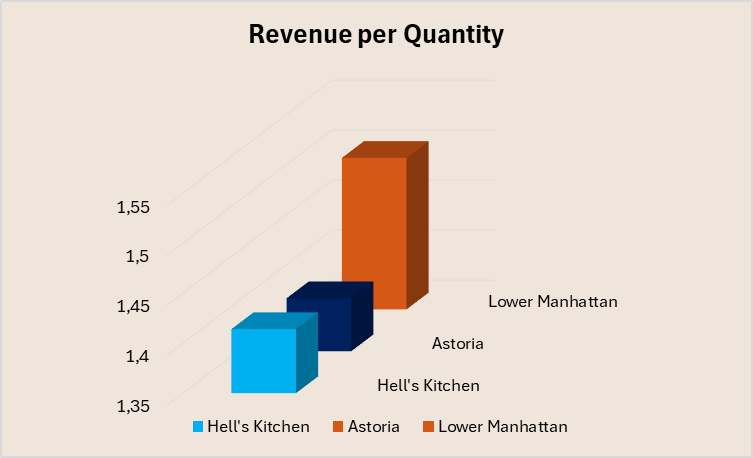 Revenue per Quantity
1,55
1,5
1,45
1,4
1,35
Lower Manhattan
Astoria
Hell's Kitchen
Hell's Kitchen Astoria Lower Manhattan